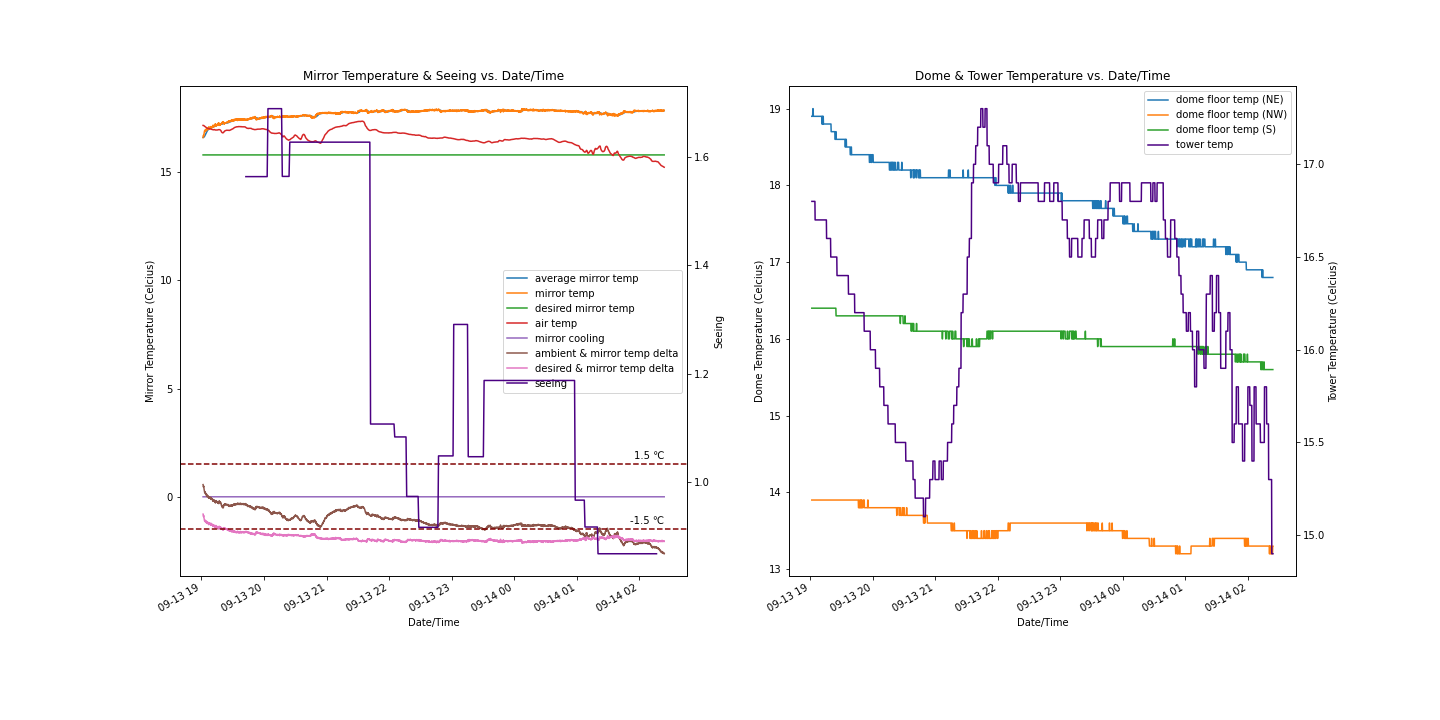 Mirror Temperature & Seeing vs. Date/Time
Mirror Temperature (Celcius)
15
10
5
0
1.6
1.4
1.2
1.0
Seeing
average mirror temp
mirror temp
desired mirror temp
air temp
mirror cooling
ambient & mirror temp delta
desired & mirror temp delta
seeing
1.5 °C
-1.5 °C
09-13 19
09-13 20
09-13 21
09-13 22
09-13 23
09-14 00
09-14 01
09-14 02
Date/Time
Dome & Tower Temperature vs. Date/Time
Dome Temperature (Celcius)
19
18
17
16
15
14
13
dome floor temp (NE)
dome floor temp (NW)
dome floor temp (S)
tower temp
17.0
16.5
16.0
15.5
15.0
Tower Temperature (Celcius)
09-13 19
09-13 20
09-13 21
09-13 22
09-13 23
09-14 00
09-14 01
09-14 02
Date/Time